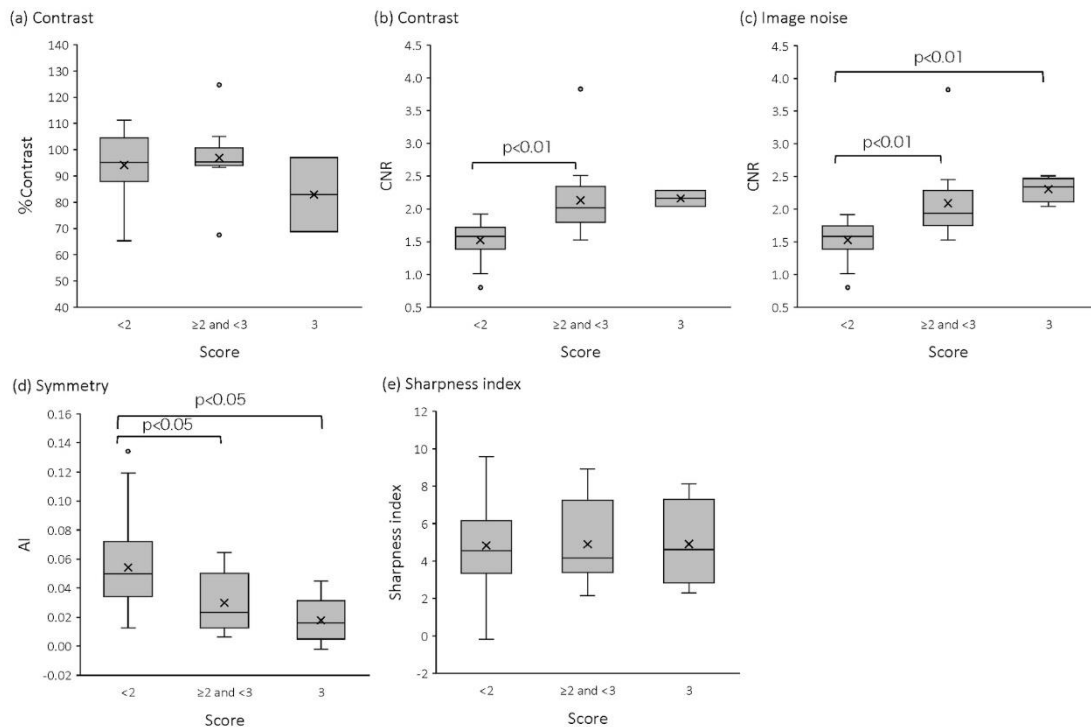 (a) Contrast
140
130
120
110
100
90
80
70
60
50
40
%Contrast
<2
≥2 and <3
3
Score
(b) Contrast
4.5
4.0
3.5
3.0
2.5
2.0
1.5
1.0
0.5
CNR
p<0.01
<2
≥2 and <3
3
Score
(c) Image noise
4.5
4.0
3.5
3.0
2.5
2.0
1.5
1.0
0.5
CNR
p<0.01
p<0.01
<2
≥2 and <3
3
Score
(d) Symmetry
0.16
0.14
0.12
0.10
0.08
0.06
0.04
0.02
0.00
-0.02
AI
p<0.05
p<0.05
<2
≥2 and <3
3
Score
(e) Sharpness index
12
10
8
6
4
2
0
-2
Sharpness index
<2
≥2 and <3
3
Score